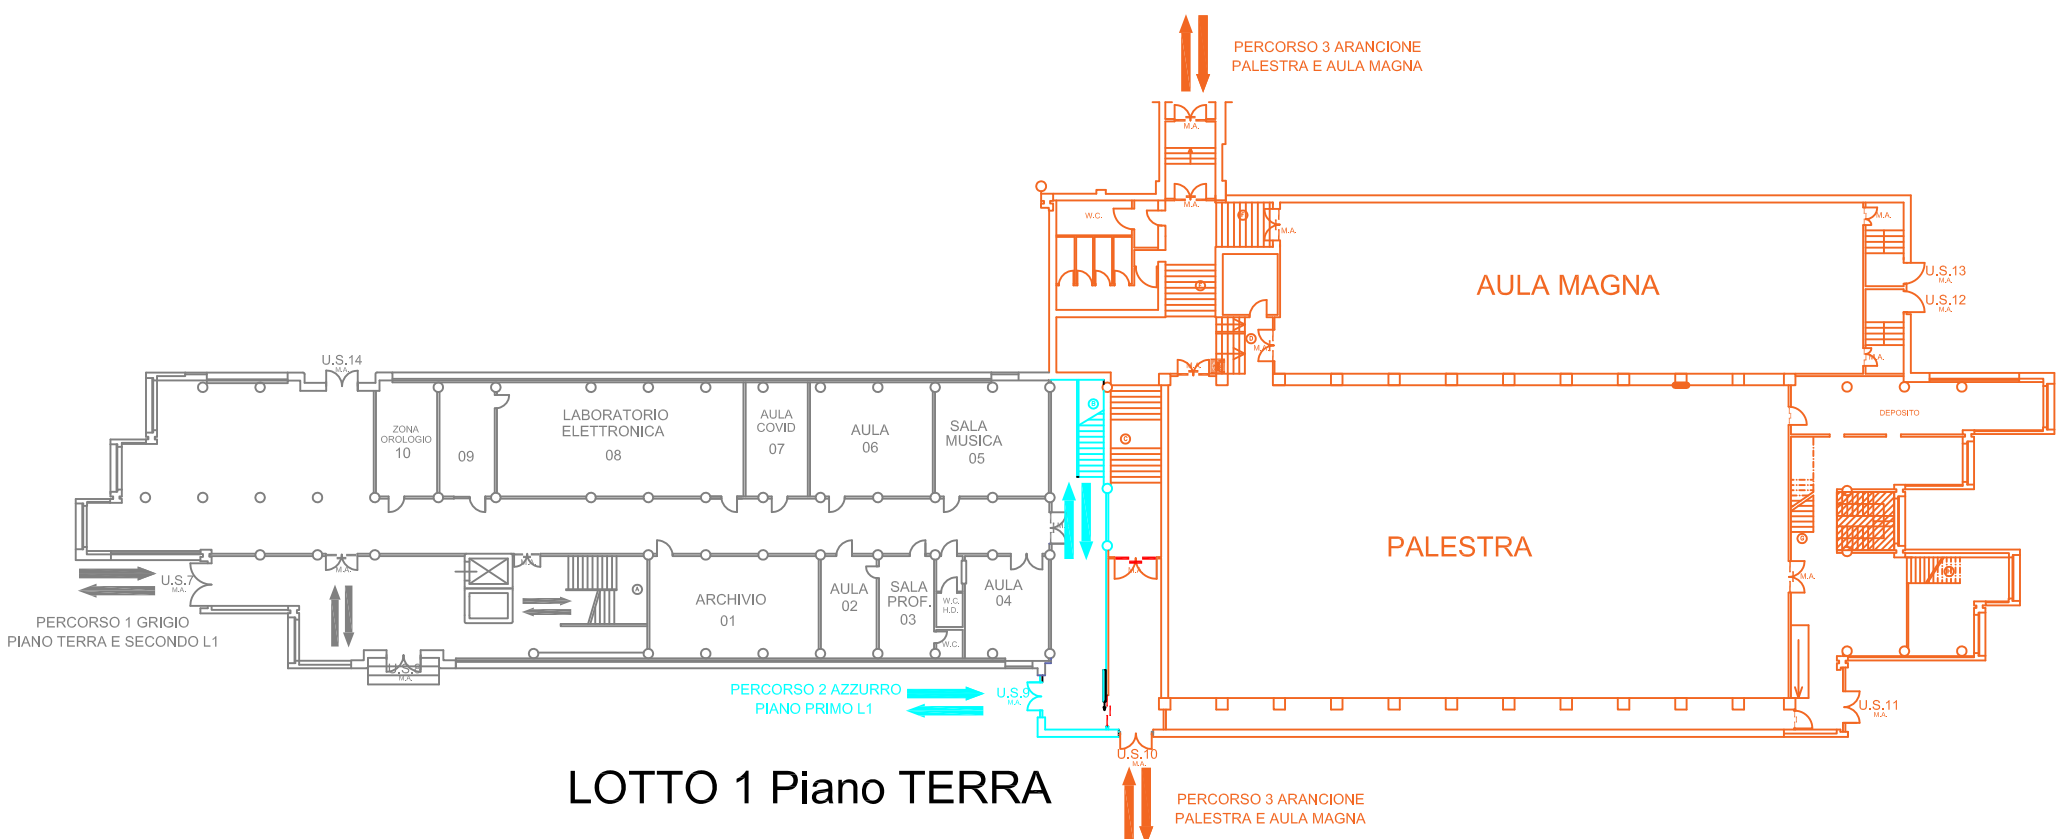 PERCORSO 3 ARANCIONE
PALESTRA E AULA MAGNA
M.A.
M.A.
W.C.
M.A.
M.A.
AULA MAGNA
U.S.13
M.A.
U.S.12
M.A.
M.A.
M.A.
U.S.14
M.A.
ZONA
OROLOGIO
10
09
LABORATORIO
ELETTRONICA
08
AULA
COVID
07
AULA
06
SALA
MUSICA
05
DEPOSITO
PALESTRA
M.A.
M.A.
M.A.
U.S.7
M.A.
PERCORSO 1 GRIGIO
PIANO TERRA E SECONDO L1
ARCHIVIO
01
AULA
02
SALA
PROF.
03
W.C.
H.D.
W.C.
AULA
04
U.S.8
M.A.
PERCORSO 2 AZZURRO
PIANO PRIMO L1
U.S.9
M.A.
U.S.11
M.A.
U.S.10
M.A.
LOTTO 1 Piano TERRA
PERCORSO 3 ARANCIONE
PALESTRA E AULA MAGNA